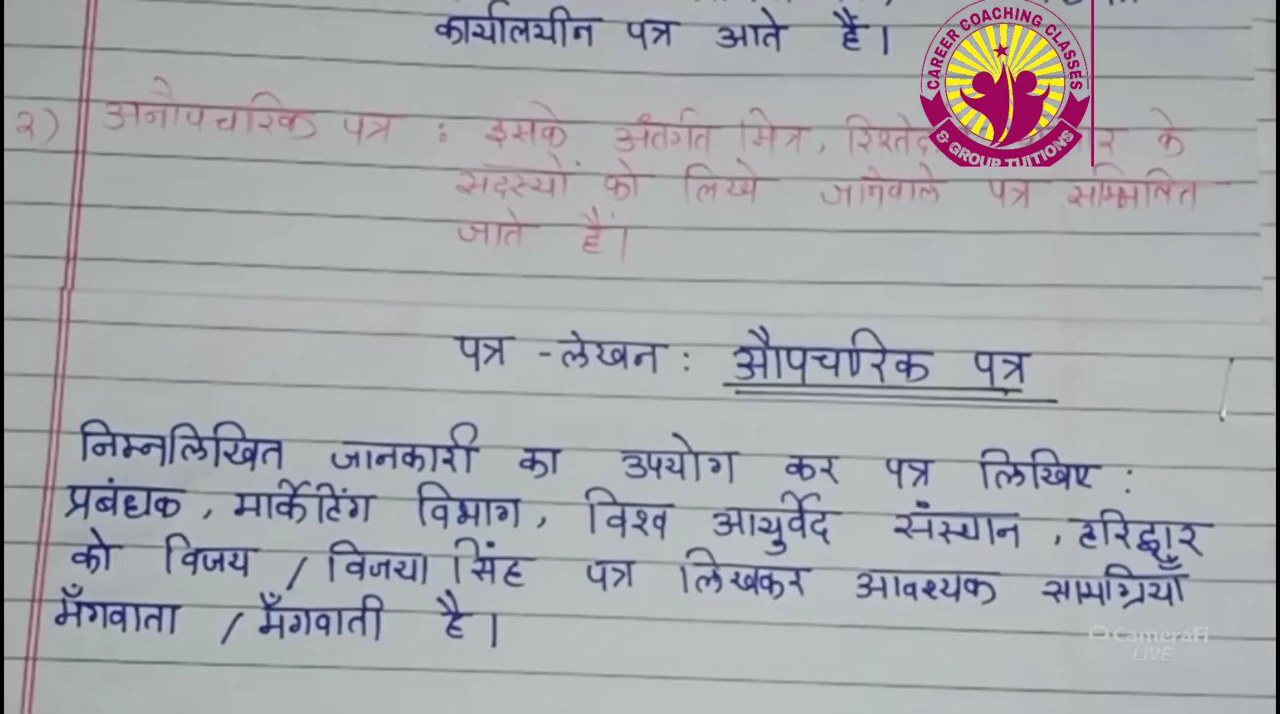 कार्यालयीन पत्र आते हैं।
CAREER COACHING CLASSES
& GROUP TUITIONS
२) अनौपचारिक पत्र : इसके अंतर्गत मित्र, के
सदस्यों को लिखे जानेवाले पत्र सम्मिलित
जाते हैं।
पत्र - लेखन : औपचारिक पत्र
निम्नलिखित जानकारी का उपयोग कर पत्र लिखिए :
प्रबंधक, मार्केटिंग विभाग, विश्व आयुर्वेद संस्थान, हरिद्वार
को विजय / विजया सिंह पत्र लिखकर आवश्यक सामग्रियाँ
मँगवाता / मँगवाती है।
CameraFi
LIVE